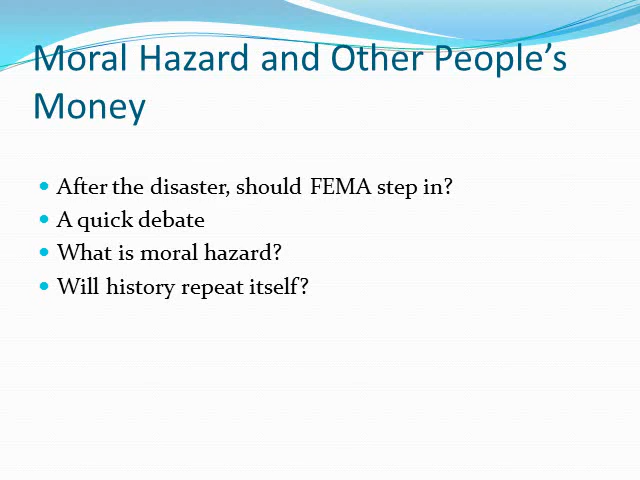 Moral Hazard and Other People’s
Money
• After the disaster, should FEMA step in?
• A quick debate
• What is moral hazard?
• Will history repeat itself?